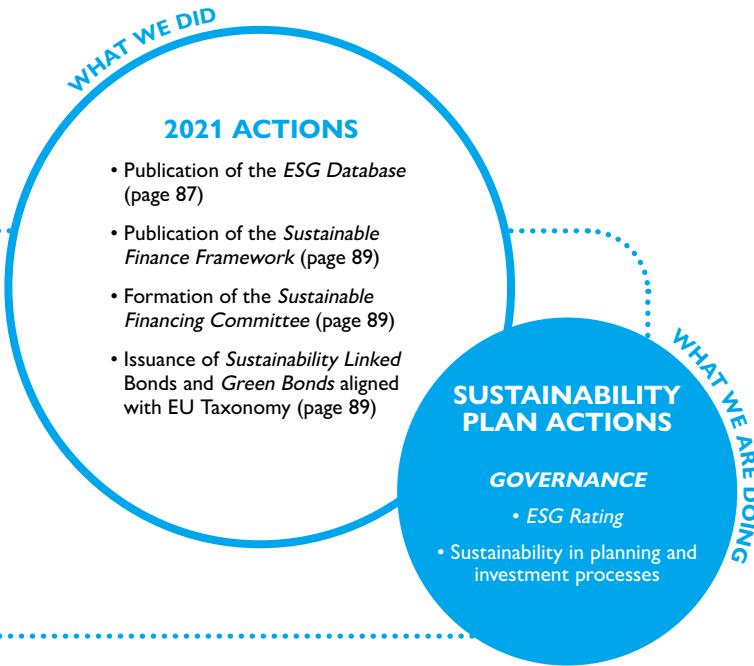 WHAT WE DID
2021 ACTIONS
• Publication of the ESG Database
(page 87)
• Publication of the Sustainable
Finance Framework (page 89)
• Formation of the Sustainable
Financing Committee (page 89)
• Issuance of Sustainability Linked
Bonds and Green Bonds aligned
with EU Taxonomy (page 89)
WHAT WE ARE DOING
SUSTAINABILITY
PLAN ACTIONS
GOVERNANCE
• ESG Rating
• Sustainability in planning and
investment processes